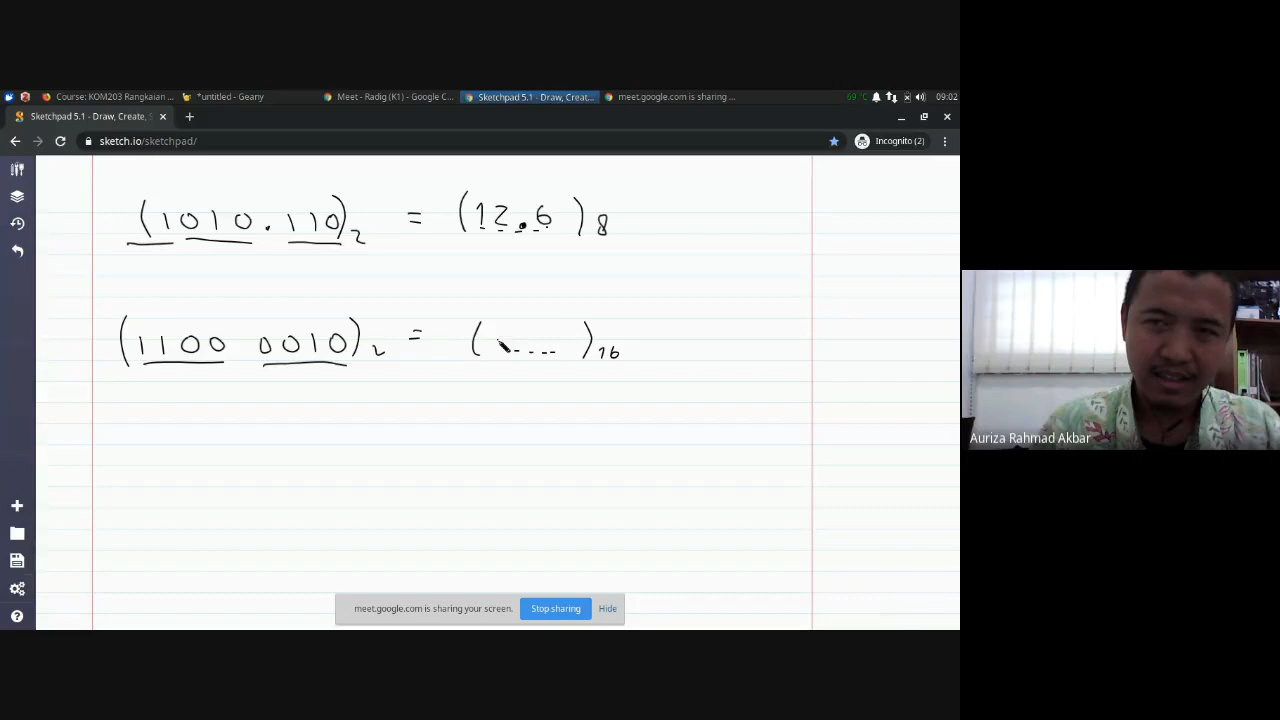 Course: KOM203 Rangkaian ...
*untitled - Geany
Meet - Radig (K1) - Google C...
Sketchpad 5.1 - Draw, Creat...
meet.google.com is sharing ...
69 °C
09:02
Sketchpad 5.1 - Draw, Create, S
sketch.io/sketchpad/
Incognito (2)
(1010.110)2 = (12.6)8
(1100 0010)2 = (.......)16
Auriza Rahmad Akbar
meet.google.com is sharing your screen.
Stop sharing
Hide